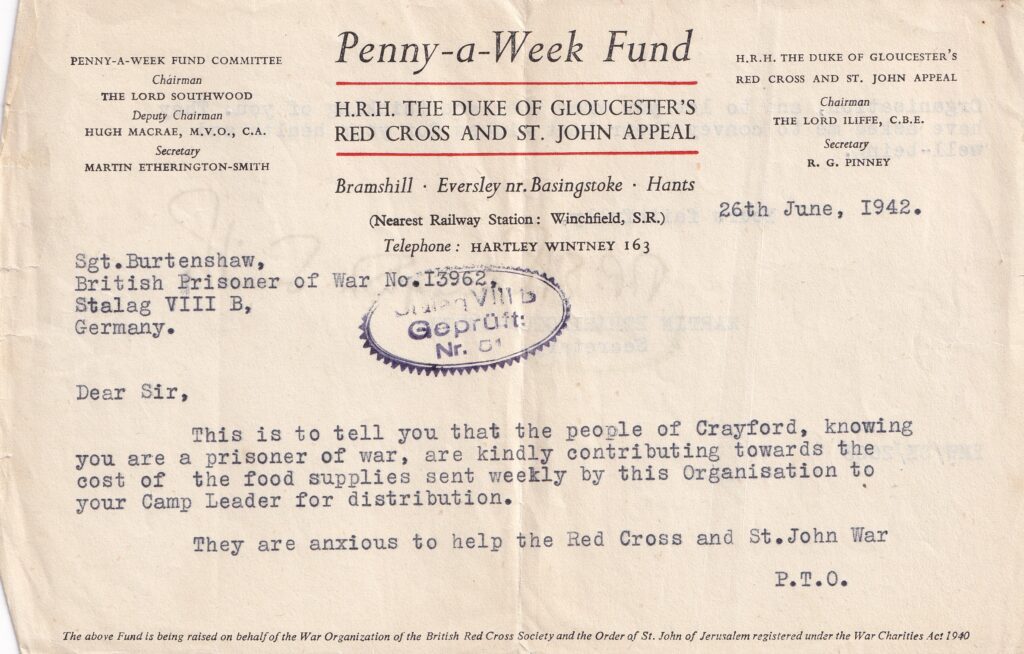 PENNY-A-WEEK FUND COMMITTEE
Chairman
THE LORD SOUTHWOOD
Deputy Chairman
HUGH MACRAE, M.V.O., C.A.
Secretary
MARTIN ETHERINGTON-SMITH
Penny-a-Week Fund
H.R.H. THE DUKE OF GLOUCESTER'S
RED CROSS AND ST. JOHN APPEAL
Bramshill · Eversley nr. Basingstoke · Hants
(Nearest Railway Station: Winchfield, S.R.)
Telephone: HARTLEY WINTNEY 163
H.R.H. THE DUKE OF GLOUCESTER'S
RED CROSS AND ST. JOHN APPEAL
Chairman
THE LORD ILIFFE, C.B.E.
Secretary
R. G. PINNEY
26th June, 1942.
Sgt.Burtenshaw,
British Prisoner of War No.I3962,
Stalag VIII B,
Germany.
Stalag VIII B
Geprüft:
Nr. 51
Dear Sir,
This is to tell you that the people of Crayford, knowing
you are a prisoner of war, are kindly contributing towards the
cost of the food supplies sent weekly by this Organisation to
your Camp Leader for distribution.
They are anxious to help the Red Cross and St.John War
P.T.O.
The above Fund is being raised on behalf of the War Organization of the British Red Cross Society and the Order of St. John of Jerusalem registered under the War Charities Act 1940